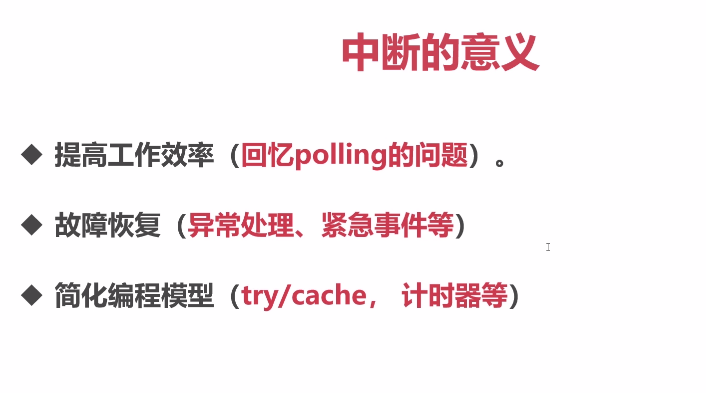 中断的意义
◆ 提高工作效率（回忆polling的问题）。
◆ 故障恢复（异常处理、紧急事件等）
◆ 简化编程模型（try/cache， 计时器等）